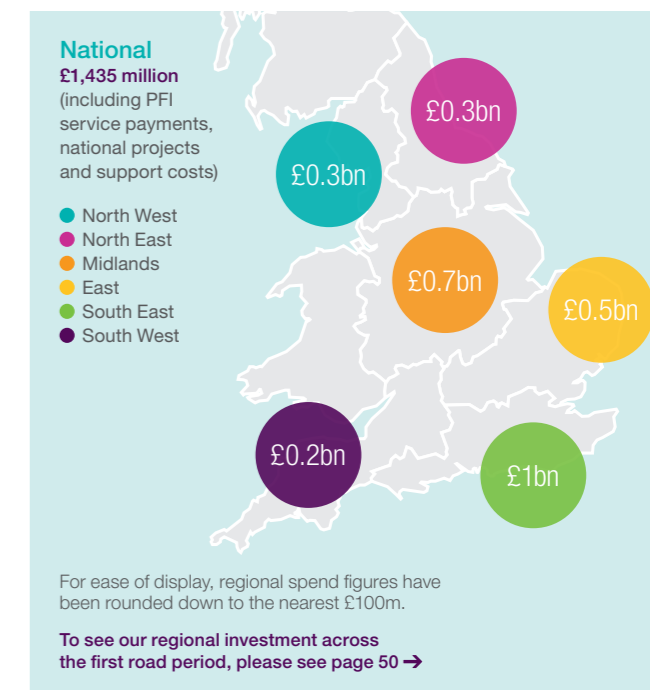 National
£1,435 million
(including PFI
service payments,
national projects
and support costs)
North West
North East
Midlands
East
South East
South West
£0.3bn
£0.3bn
£0.7bn
£0.5bn
£0.2bn
£1bn
For ease of display, regional spend figures have
been rounded down to the nearest £100m.
To see our regional investment across
the first road period, please see page 50 →